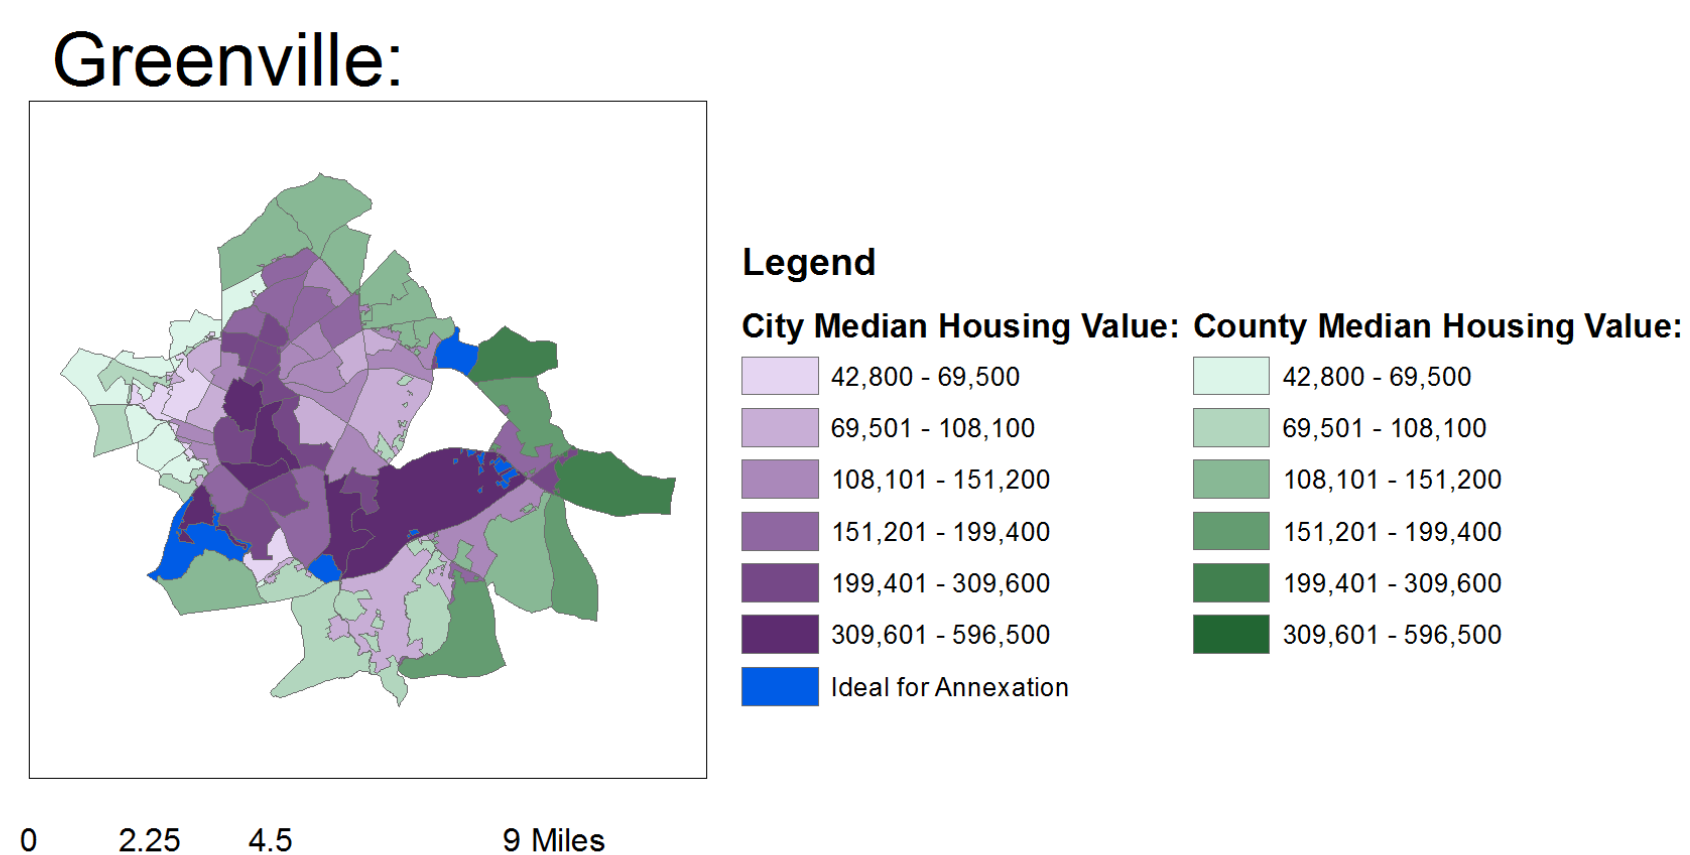 Greenville:
Legend
City Median Housing Value: County Median Housing Value:
42,800 - 69,500 42,800 - 69,500
69,501 - 108,100 69,501 - 108,100
108,101 - 151,200 108,101 - 151,200
151,201 - 199,400 151,201 - 199,400
199,401 - 309,600 199,401 - 309,600
309,601 - 596,500 309,601 - 596,500
Ideal for Annexation
0 2.25 4.5 9 Miles